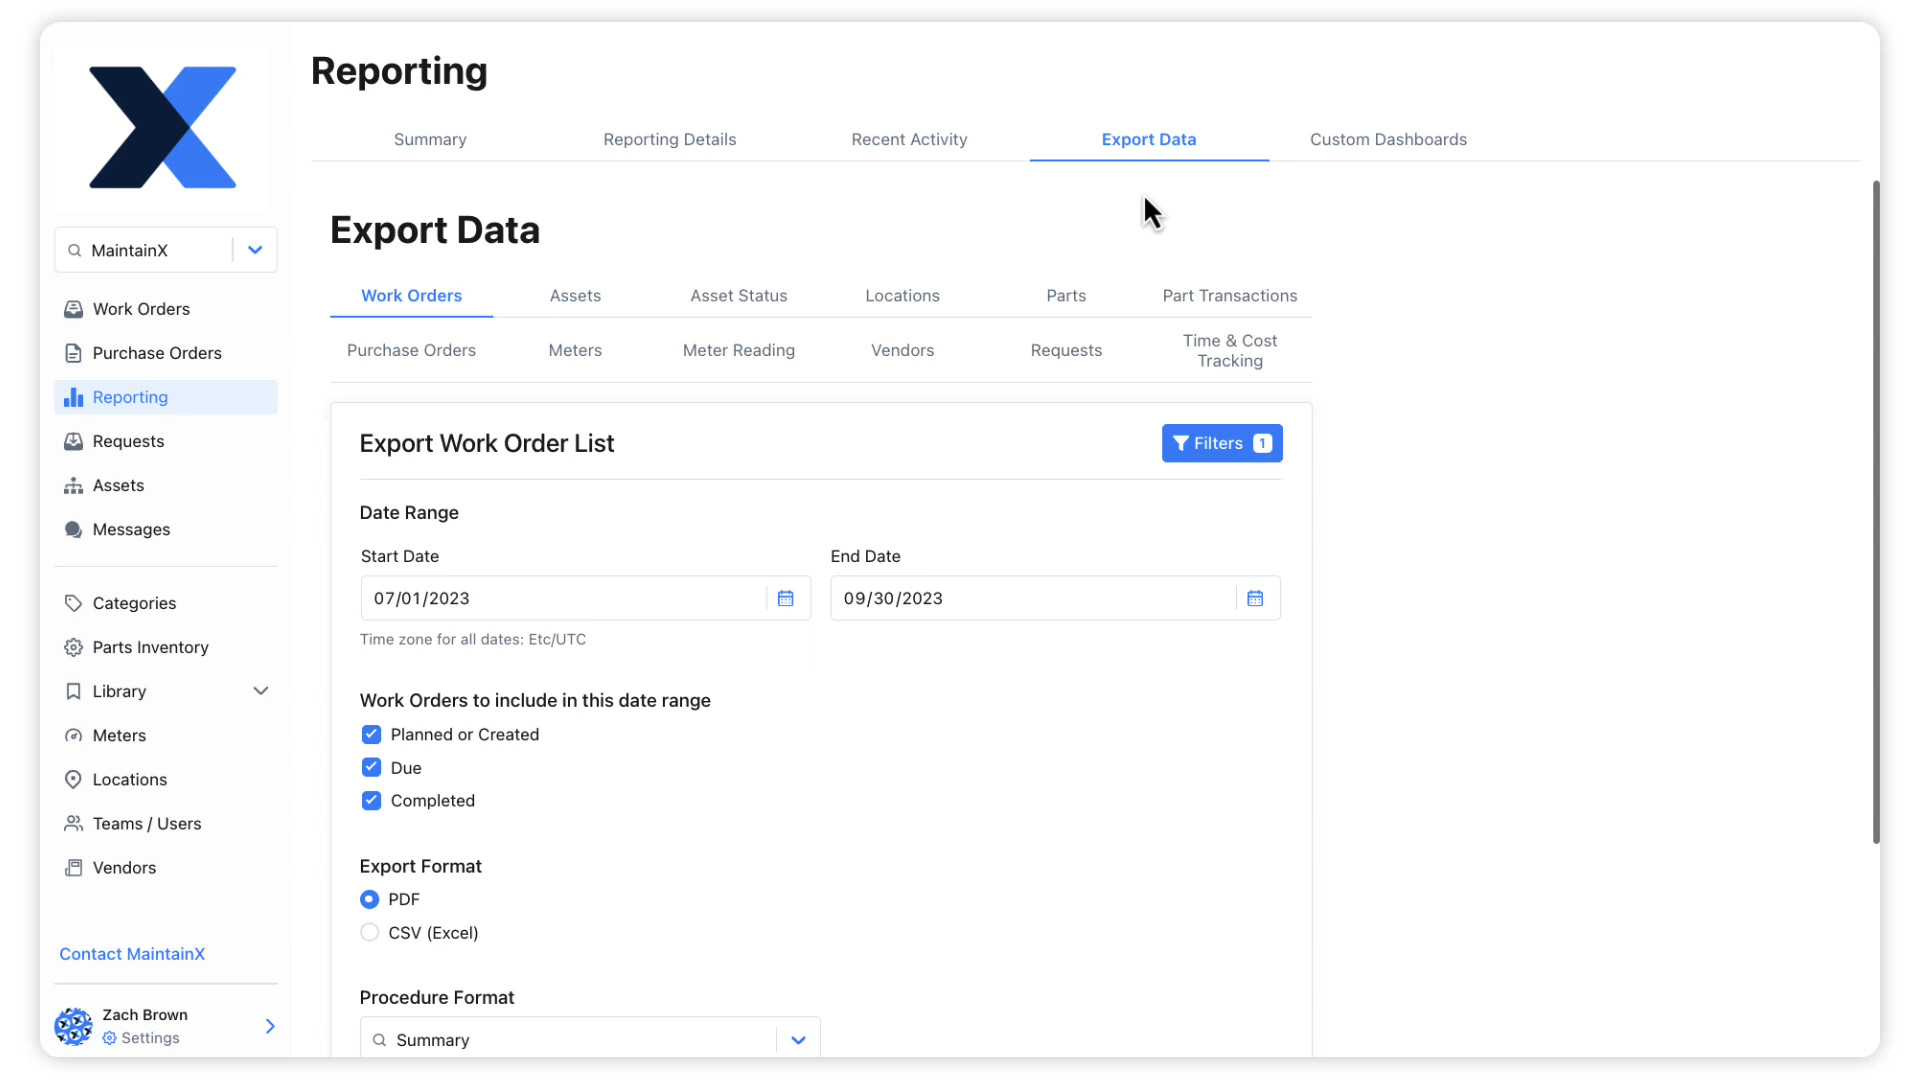 Reporting
Summary
Reporting Details
Recent Activity
Export Data
Custom Dashboards
MaintainX
Work Orders
Purchase Orders
Reporting
Requests
Assets
Messages
Categories
Parts Inventory
Library
Meters
Locations
Teams / Users
Vendors
Contact MaintainX
Zach Brown
Settings
Export Data
Work Orders
Assets
Asset Status
Locations
Parts
Part Transactions
Purchase Orders
Meters
Meter Reading
Vendors
Requests
Time & Cost
Tracking
Export Work Order List
Filters 1
Date Range
Start Date
07/01/2023
End Date
09/30/2023
Time zone for all dates: Etc/UTC
Work Orders to include in this date range
Planned or Created
Due
Completed
Export Format
PDF
CSV (Excel)
Procedure Format
Summary